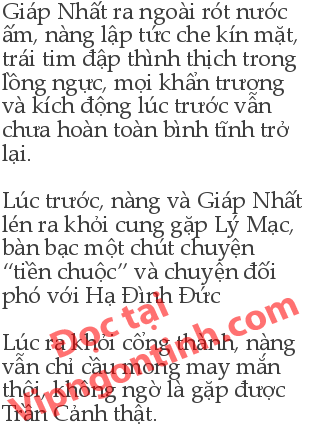 Giáp Nhất ra ngoài rót nước
ấm, nàng lập tức che kín mặt,
trái tim đập thình thịch trong
lồng ngực, mọi khẩn trương
và kích động lúc trước vẫn
chưa hoàn toàn bình tĩnh trở
lại.
Lúc trước, nàng và Giáp Nhất
lén ra khỏi cung gặp Lý Mạc,
bàn bạc một chút chuyện
“tiền chuộc” và chuyện đối
phó với Hạ Đình Đức
Lúc ra khỏi cổng thành, nàng
vẫn chỉ cầu mong may mắn
thôi, không ngờ là gặp được
Trần Cảnh thật.
Đọc tại
Vipngontinh.com